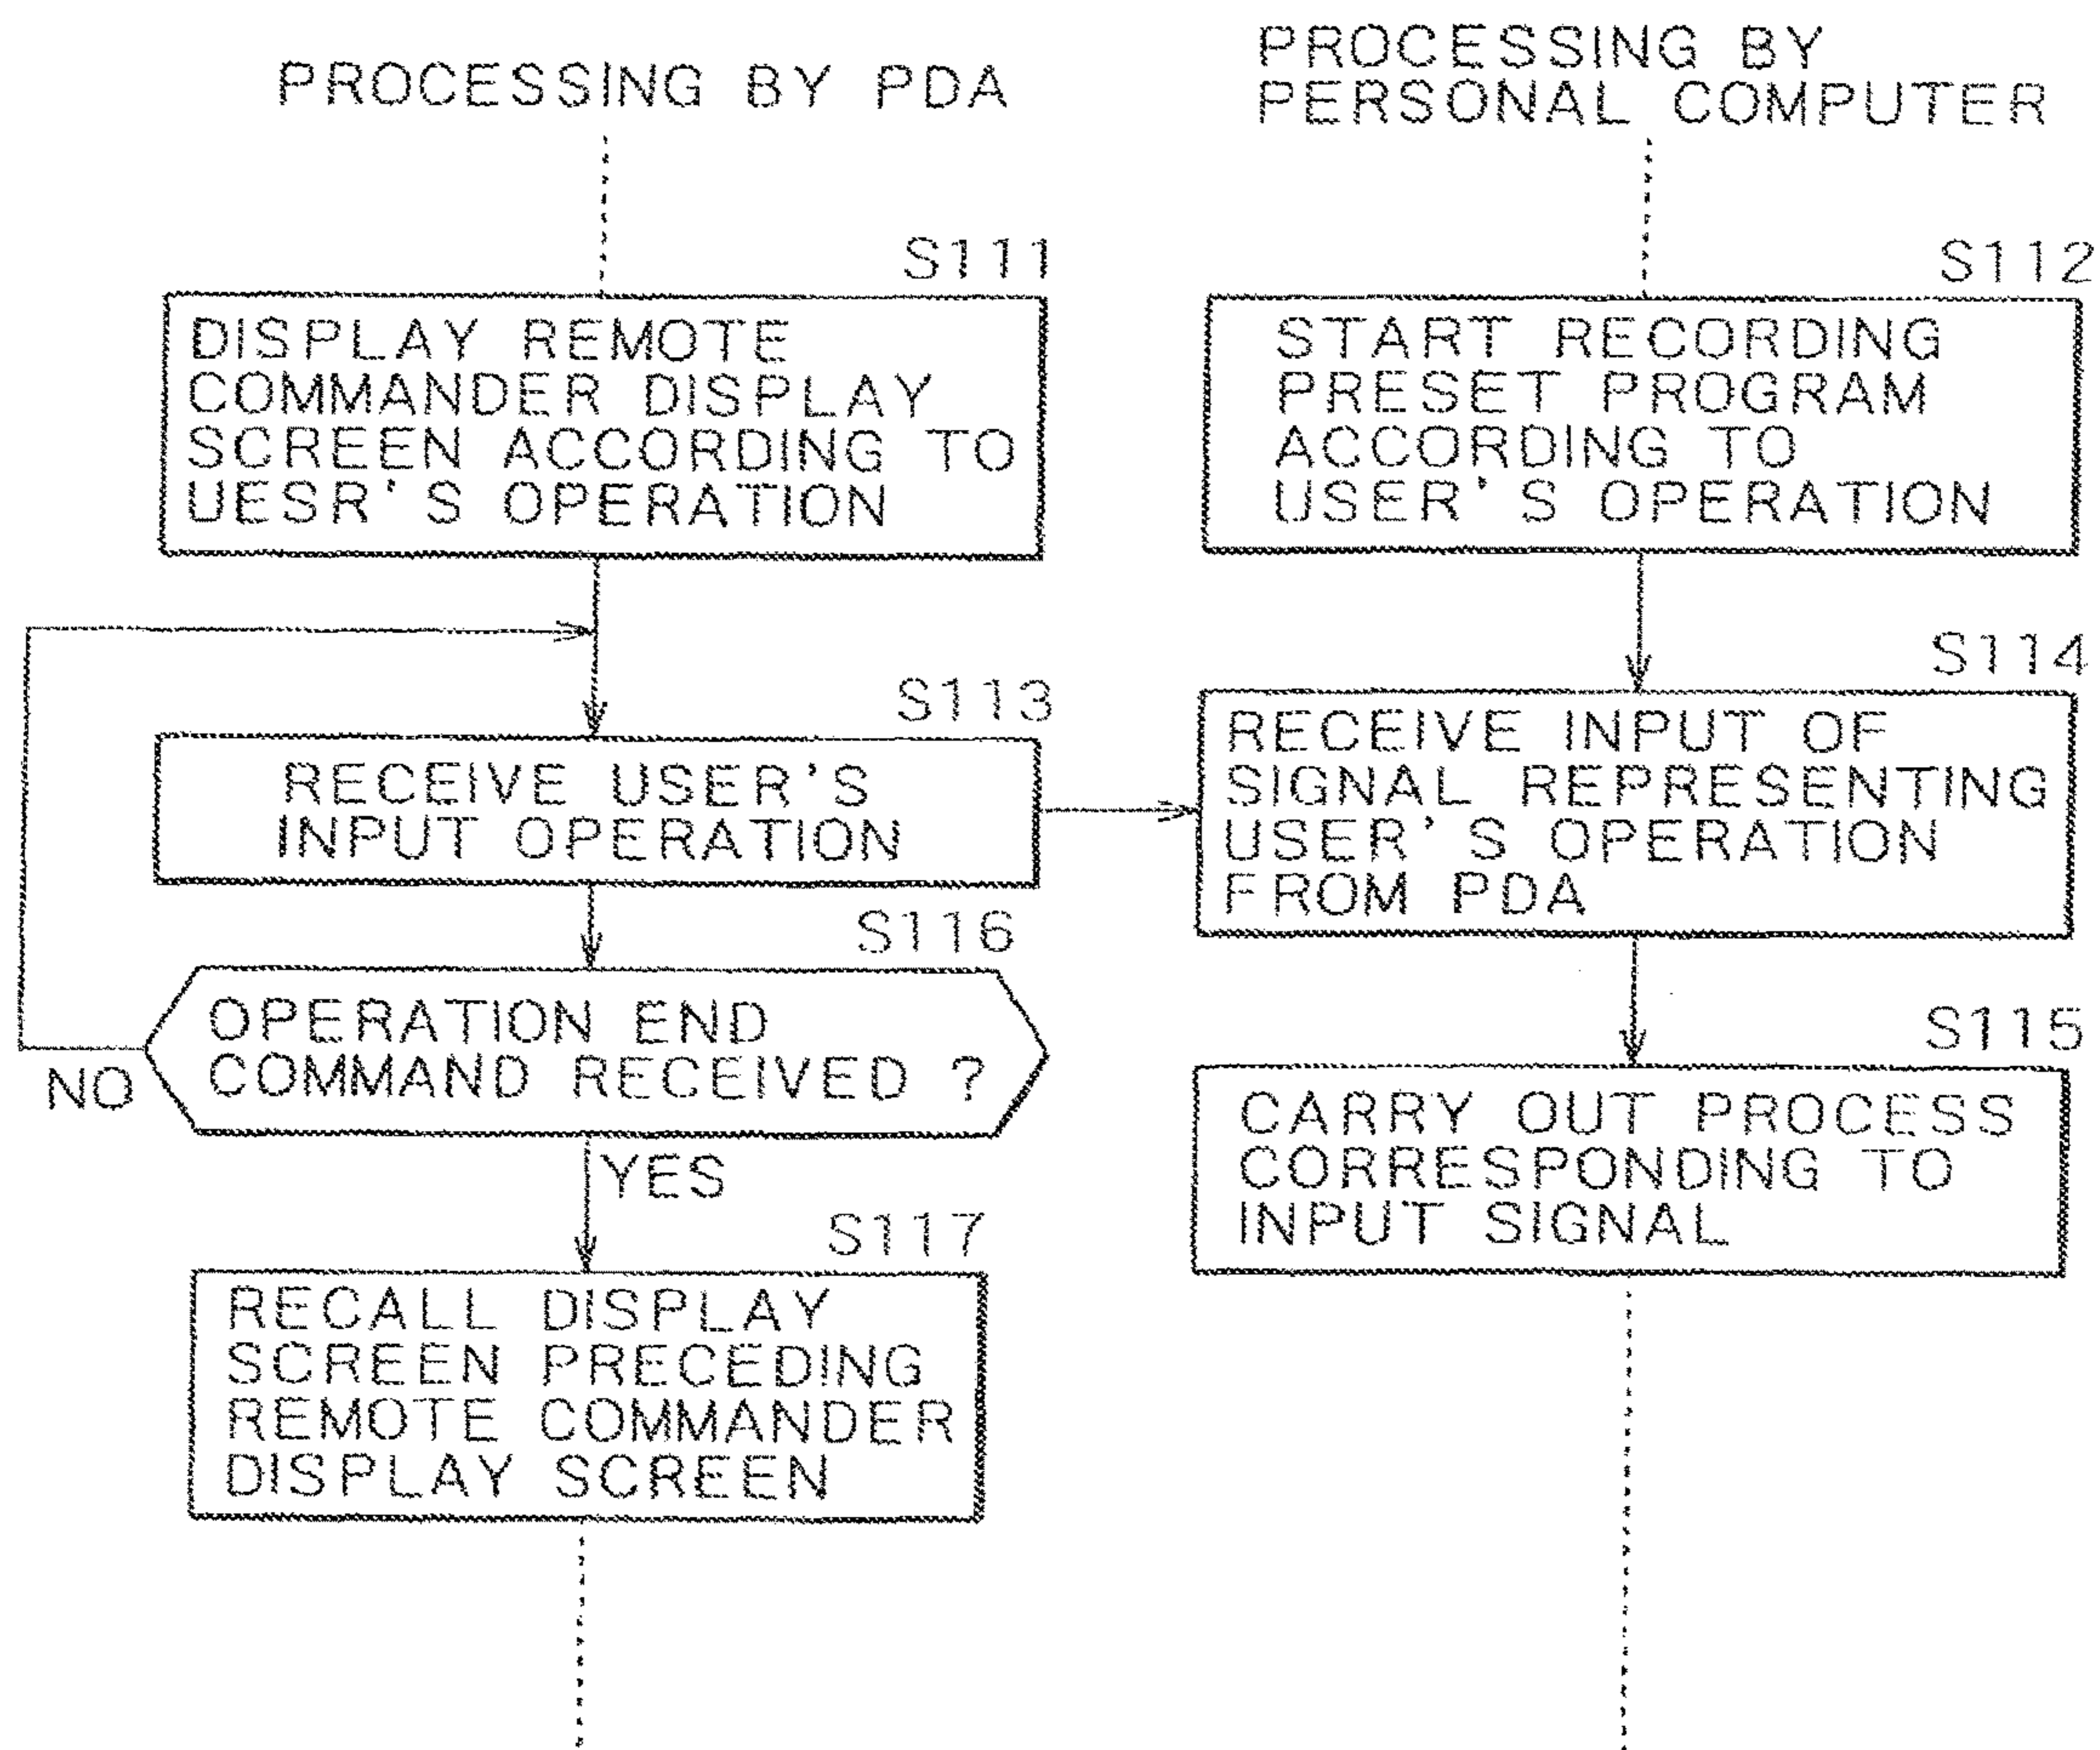 PROCESSING BY PDA
S111
DISPLAY REMOTE
COMMANDER DISPLAY
SCREEN ACCORDING TO
UESR'S OPERATION
S113
RECEIVE USER'S
INPUT OPERATION
S116
OPERATION END
COMMAND RECEIVED ?
NO
YES
S117
RECALL DISPLAY
SCREEN PRECEDING
REMOTE COMMANDER
DISPLAY SCREEN
PROCESSING BY
PERSONAL COMPUTER
S112
START RECORDING
PRESET PROGRAM
ACCORDING TO
USER'S OPERATION
S114
RECEIVE INPUT OF
SIGNAL REPRESENTING
USER'S OPERATION
FROM PDA
S115
CARRY OUT PROCESS
CORRESPONDING TO
INPUT SIGNAL